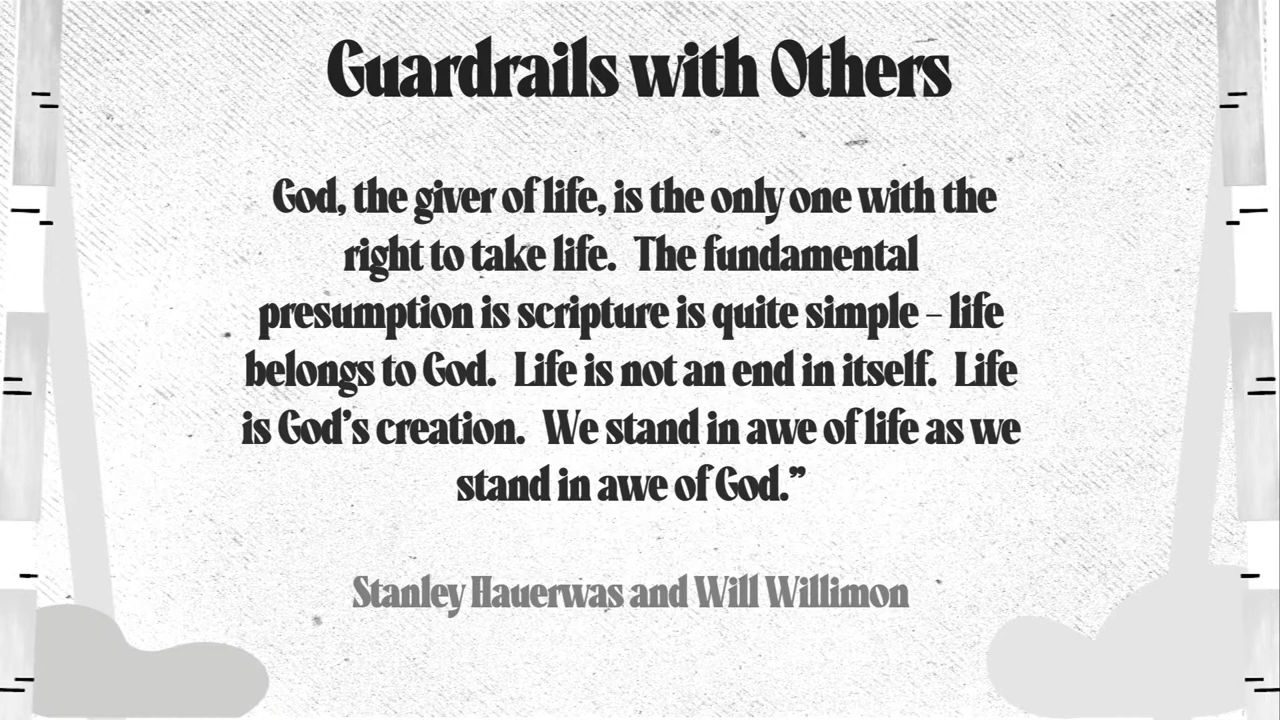 Guardrails with Others
God, the giver of life, is the only one with the
right to take life.  The fundamental
presumption is scripture is quite simple – life
belongs to God.  Life is not an end in itself.  Life
is God’s creation.  We stand in awe of life as we
stand in awe of God.”
Stanley Hauerwas and Will Willimon